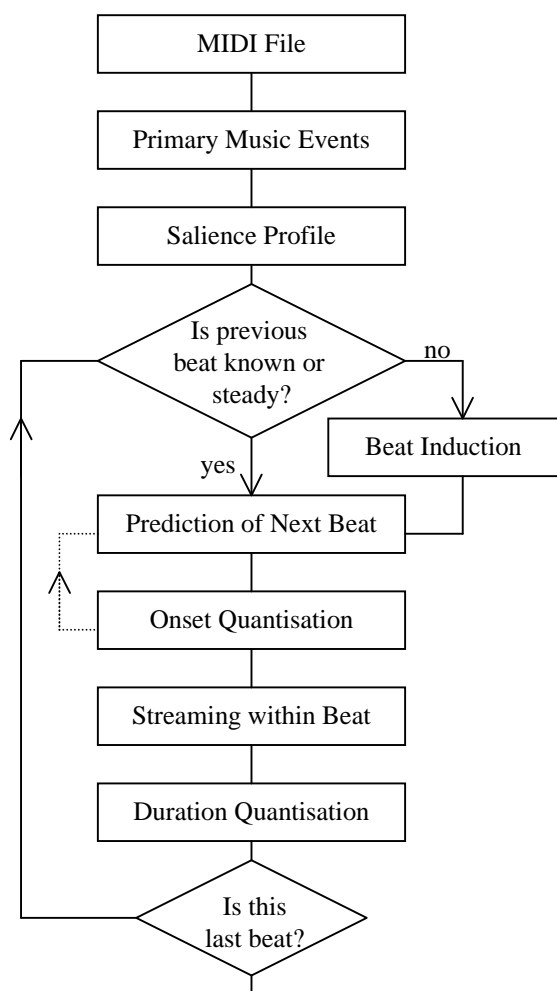 MIDI File
Primary Music Events
Salience Profile
Is previous
beat known or
steady?
no
Beat Induction
yes
Prediction of Next Beat
Onset Quantisation
Streaming within Beat
Duration Quantisation
Is this
last beat?